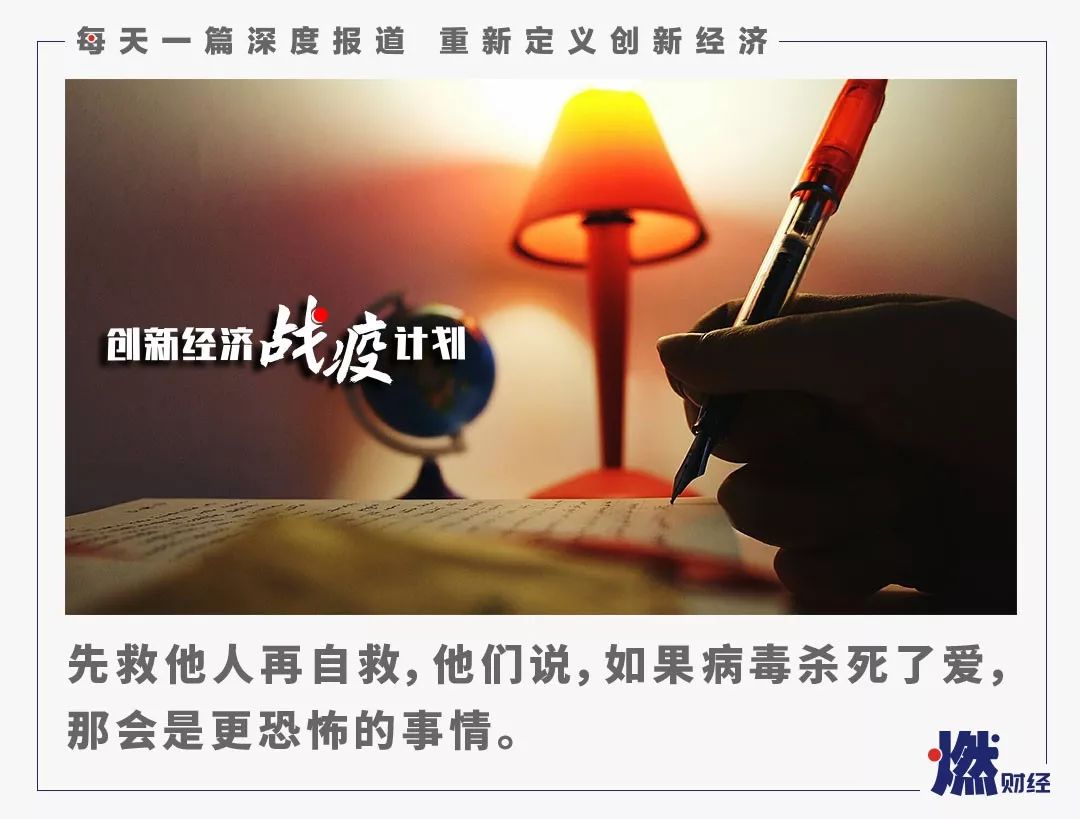 每天一篇深度报道 重新定义创新经济
创新经济战疫计划
先救他人再自救，他们说，如果病毒杀死了爱，
那会是更恐怖的事情。
燃财经